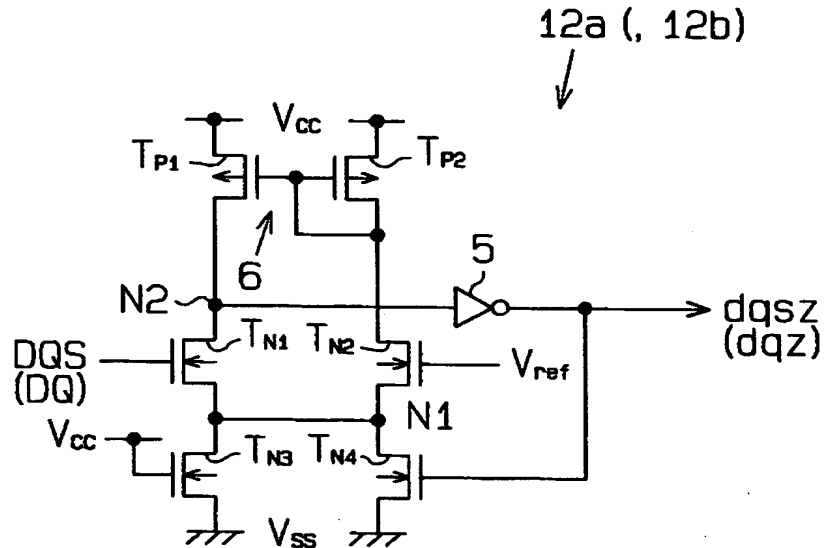 12a (, 12b)
Vcc
TP1
TP2
6
5
N2
dqsz
(dqz)
DQS
(DQ)
TN1
TN2
Vref
N1
Vcc
TN3
TN4
Vss